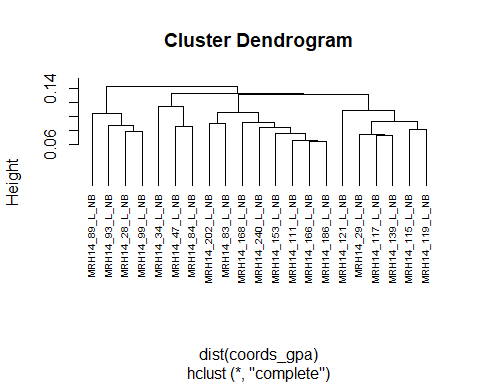 Cluster Dendrogram
Height
0.06
0.14
MRH14_89_L_NB
MRH14_93_L_NB
MRH14_28_L_NB
MRH14_99_L_NB
MRH14_34_L_NB
MRH14_47_L_NB
MRH14_84_L_NB
MRH14_202_L_NB
MRH14_83_L_NB
MRH14_168_L_NB
MRH14_240_L_NB
MRH14_153_L_NB
MRH14_111_L_NB
MRH14_166_L_NB
MRH14_186_L_NB
MRH14_121_L_NB
MRH14_29_L_NB
MRH14_117_L_NB
MRH14_139_L_NB
MRH14_115_L_NB
MRH14_119_L_NB
dist(coords_gpa)
hclust (*, "complete")